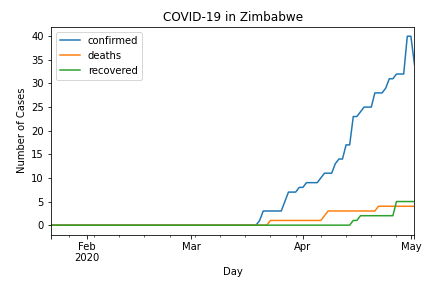 COVID-19 in Zimbabwe
confirmed
deaths
recovered
Number of Cases
40
35
30
25
20
15
10
5
0
Feb
2020
Mar
Apr
May
Day